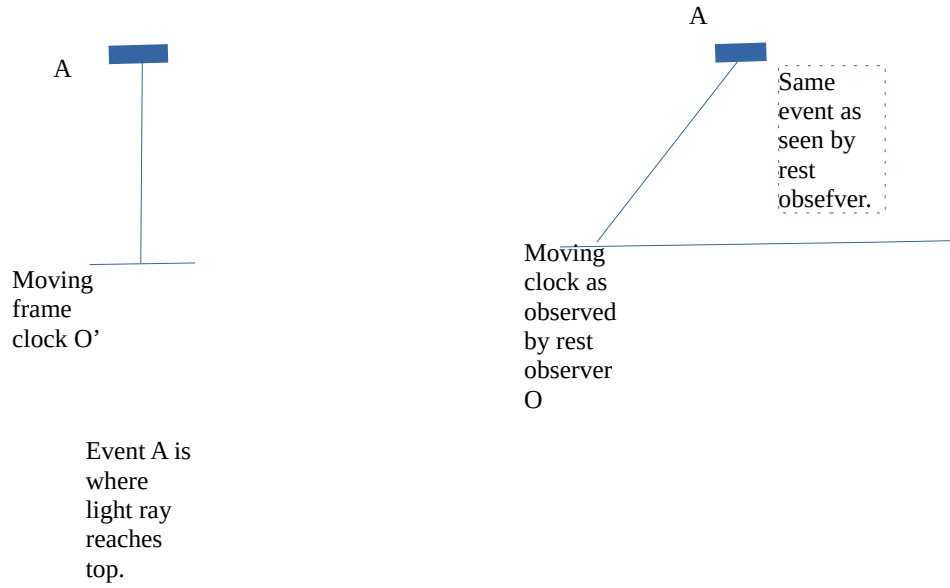 A
Moving
frame
clock O’
Event A is
where
light ray
reaches
top.
A
Same
event as
seen by
rest
obsefver.
Moving
clock as
observed
by rest
observer
O